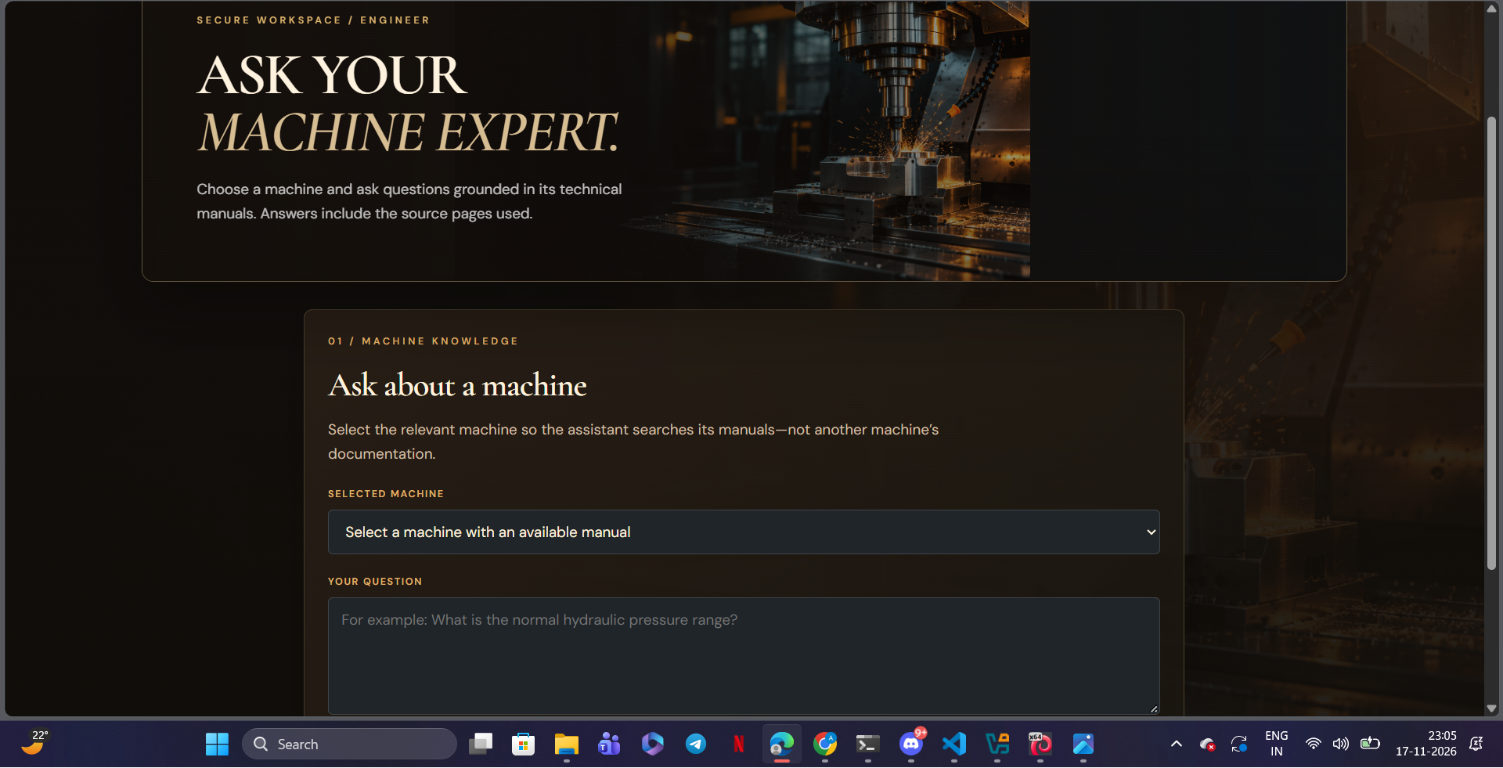 SECURE WORKSPACE / ENGINEER
ASK YOUR
MACHINE EXPERT.
Choose a machine and ask questions grounded in its technical
manuals. Answers include the source pages used.
01 / MACHINE KNOWLEDGE
Ask about a machine
Select the relevant machine so the assistant searches its manuals—not another machine's
documentation.
SELECTED MACHINE
Select a machine with an available manual
YOUR QUESTION
For example: What is the normal hydraulic pressure range?
22°
Search
9+
X64
ENG
IN
23:05
17-11-2026